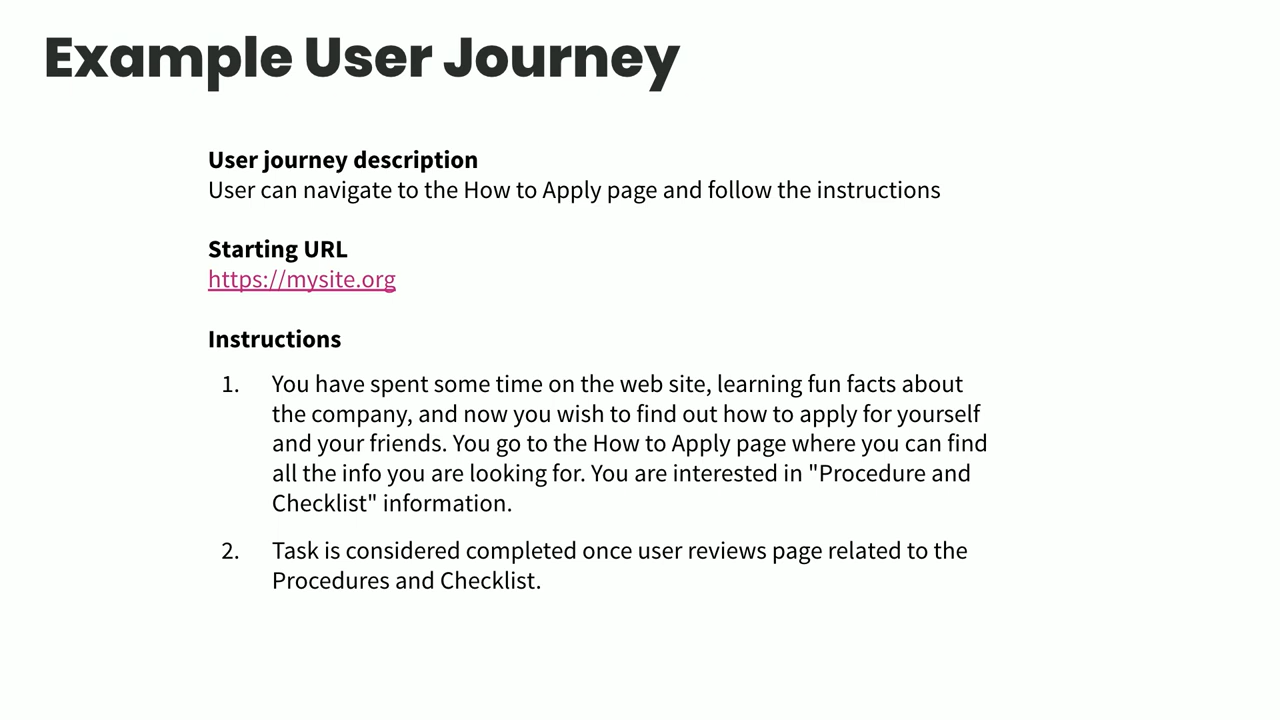 Example User Journey
User journey description
User can navigate to the How to Apply page and follow the instructions
Starting URL
https://mysite.org
Instructions
1. You have spent some time on the web site, learning fun facts about
the company, and now you wish to find out how to apply for yourself
and your friends. You go to the How to Apply page where you can find
all the info you are looking for. You are interested in "Procedure and
Checklist" information.
2. Task is considered completed once user reviews page related to the
Procedures and Checklist.